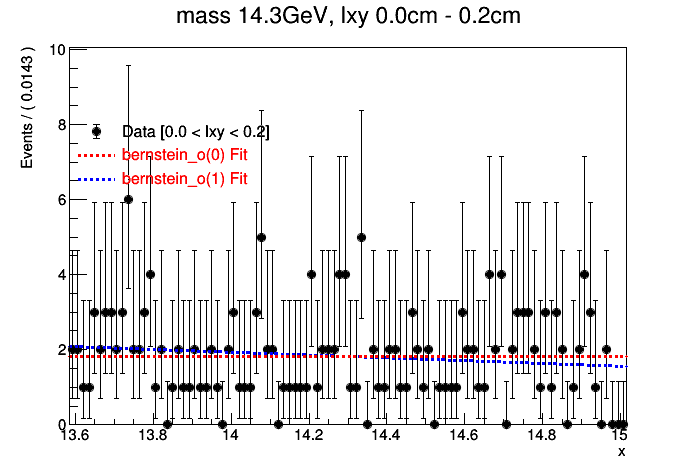 mass 14.3GeV, lxy 0.0cm - 0.2cm
Events / ( 0.0143 )
10
8
6
4
2
0
Data [0.0 < lxy < 0.2]
bernstein_o(0) Fit
bernstein_o(1) Fit
13.6 13.8 14 14.2 14.4 14.6 14.8 15
x